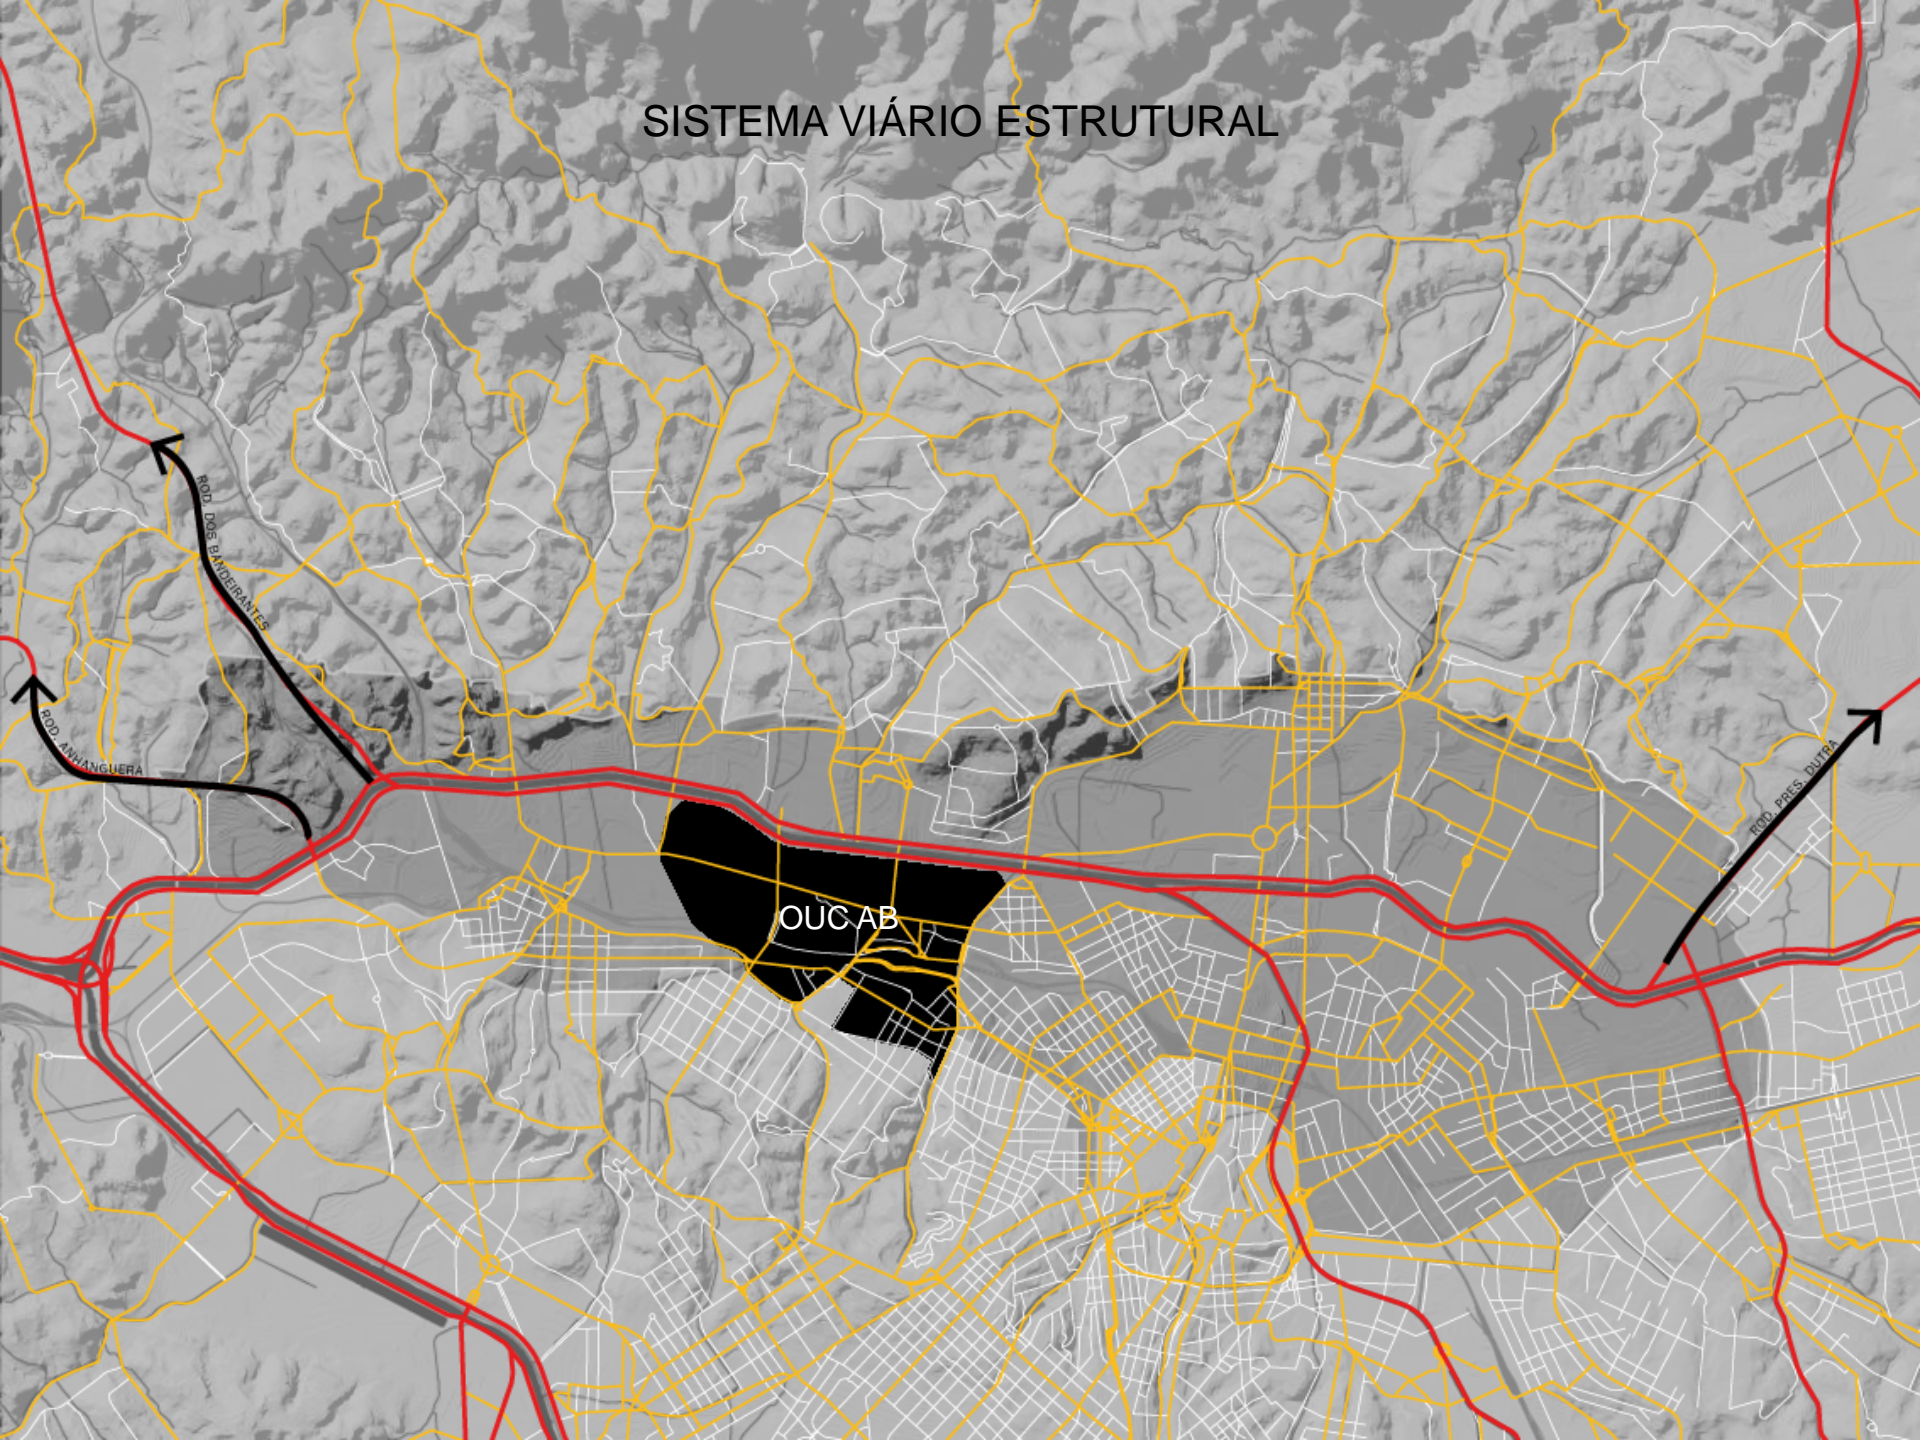 SISTEMA VIÁRIO ESTRUTURAL
ROD. DOS BANDEIRANTES
ROD. ANHANGUERA
ROD. PRES. DUTRA
OUC AB